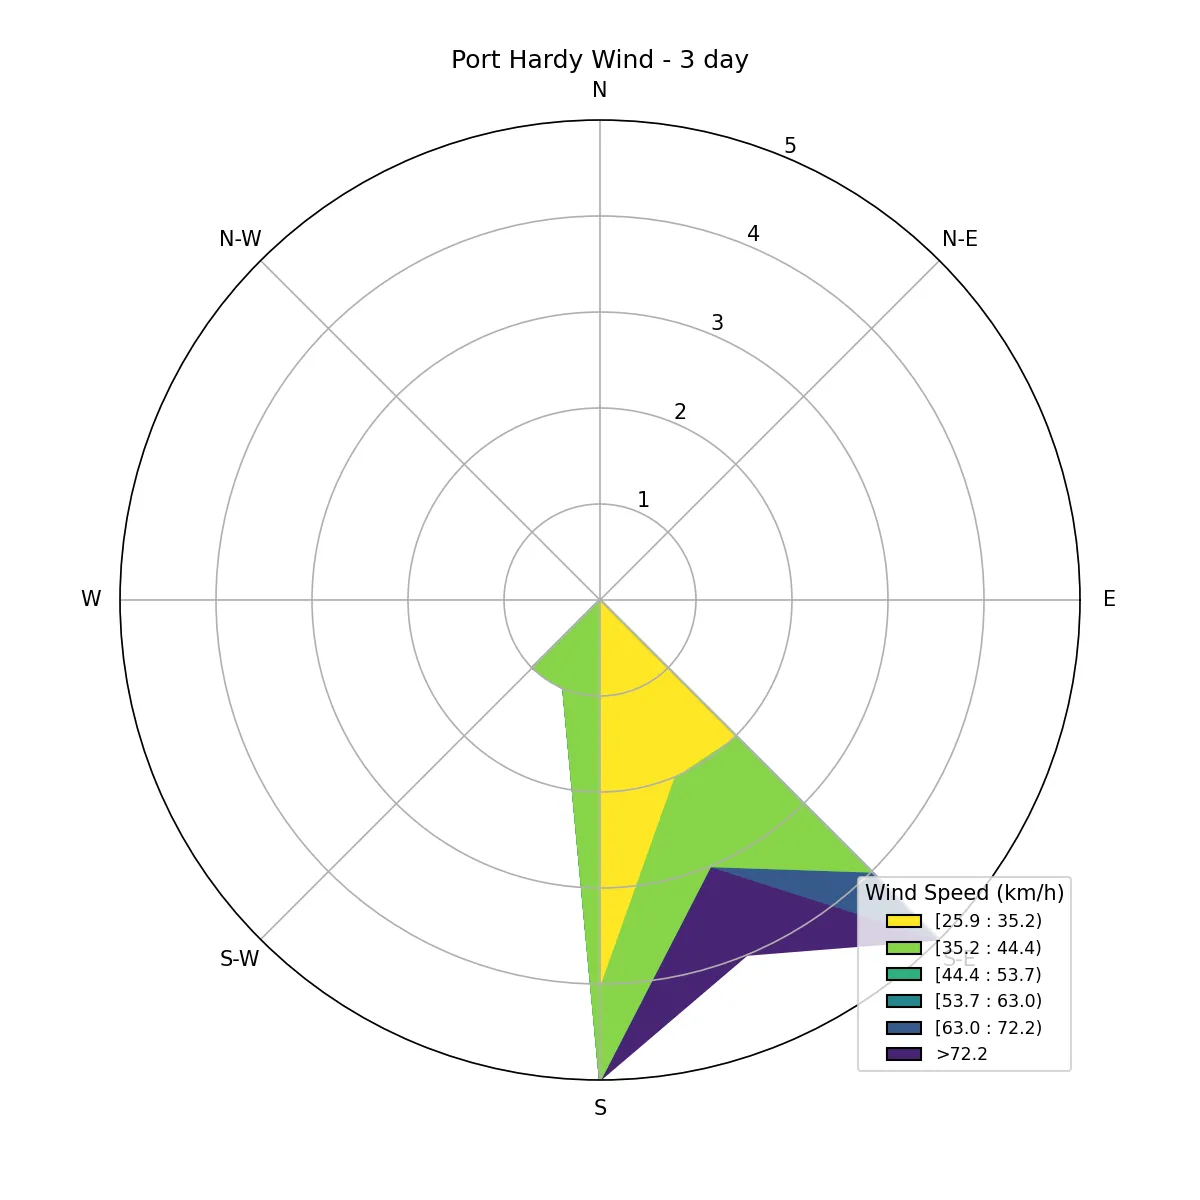 Port Hardy Wind - 3 day
N
5
N-W
N-E
4
3
2
1
W
E
Wind Speed (km/h)
[25.9 : 35.2)
[35.2 : 44.4)
[44.4 : 53.7)
[53.7 : 63.0)
[63.0 : 72.2)
>72.2
S-W
S-E
S